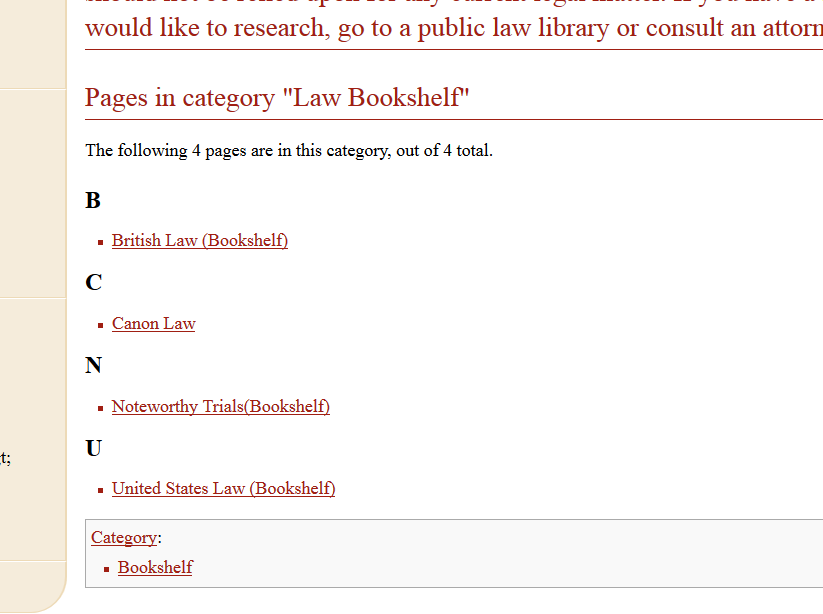 would like to research, go to a public law library or consult an
Pages in category "Law Bookshelf"
The following 4 pages are in this category, out of 4 total.
B
British Law (Bookshelf)
C
Canon Law
N
Noteworthy Trials(Bookshelf)
U
t;
United States Law (Bookshelf)
Category:
Bookshelf